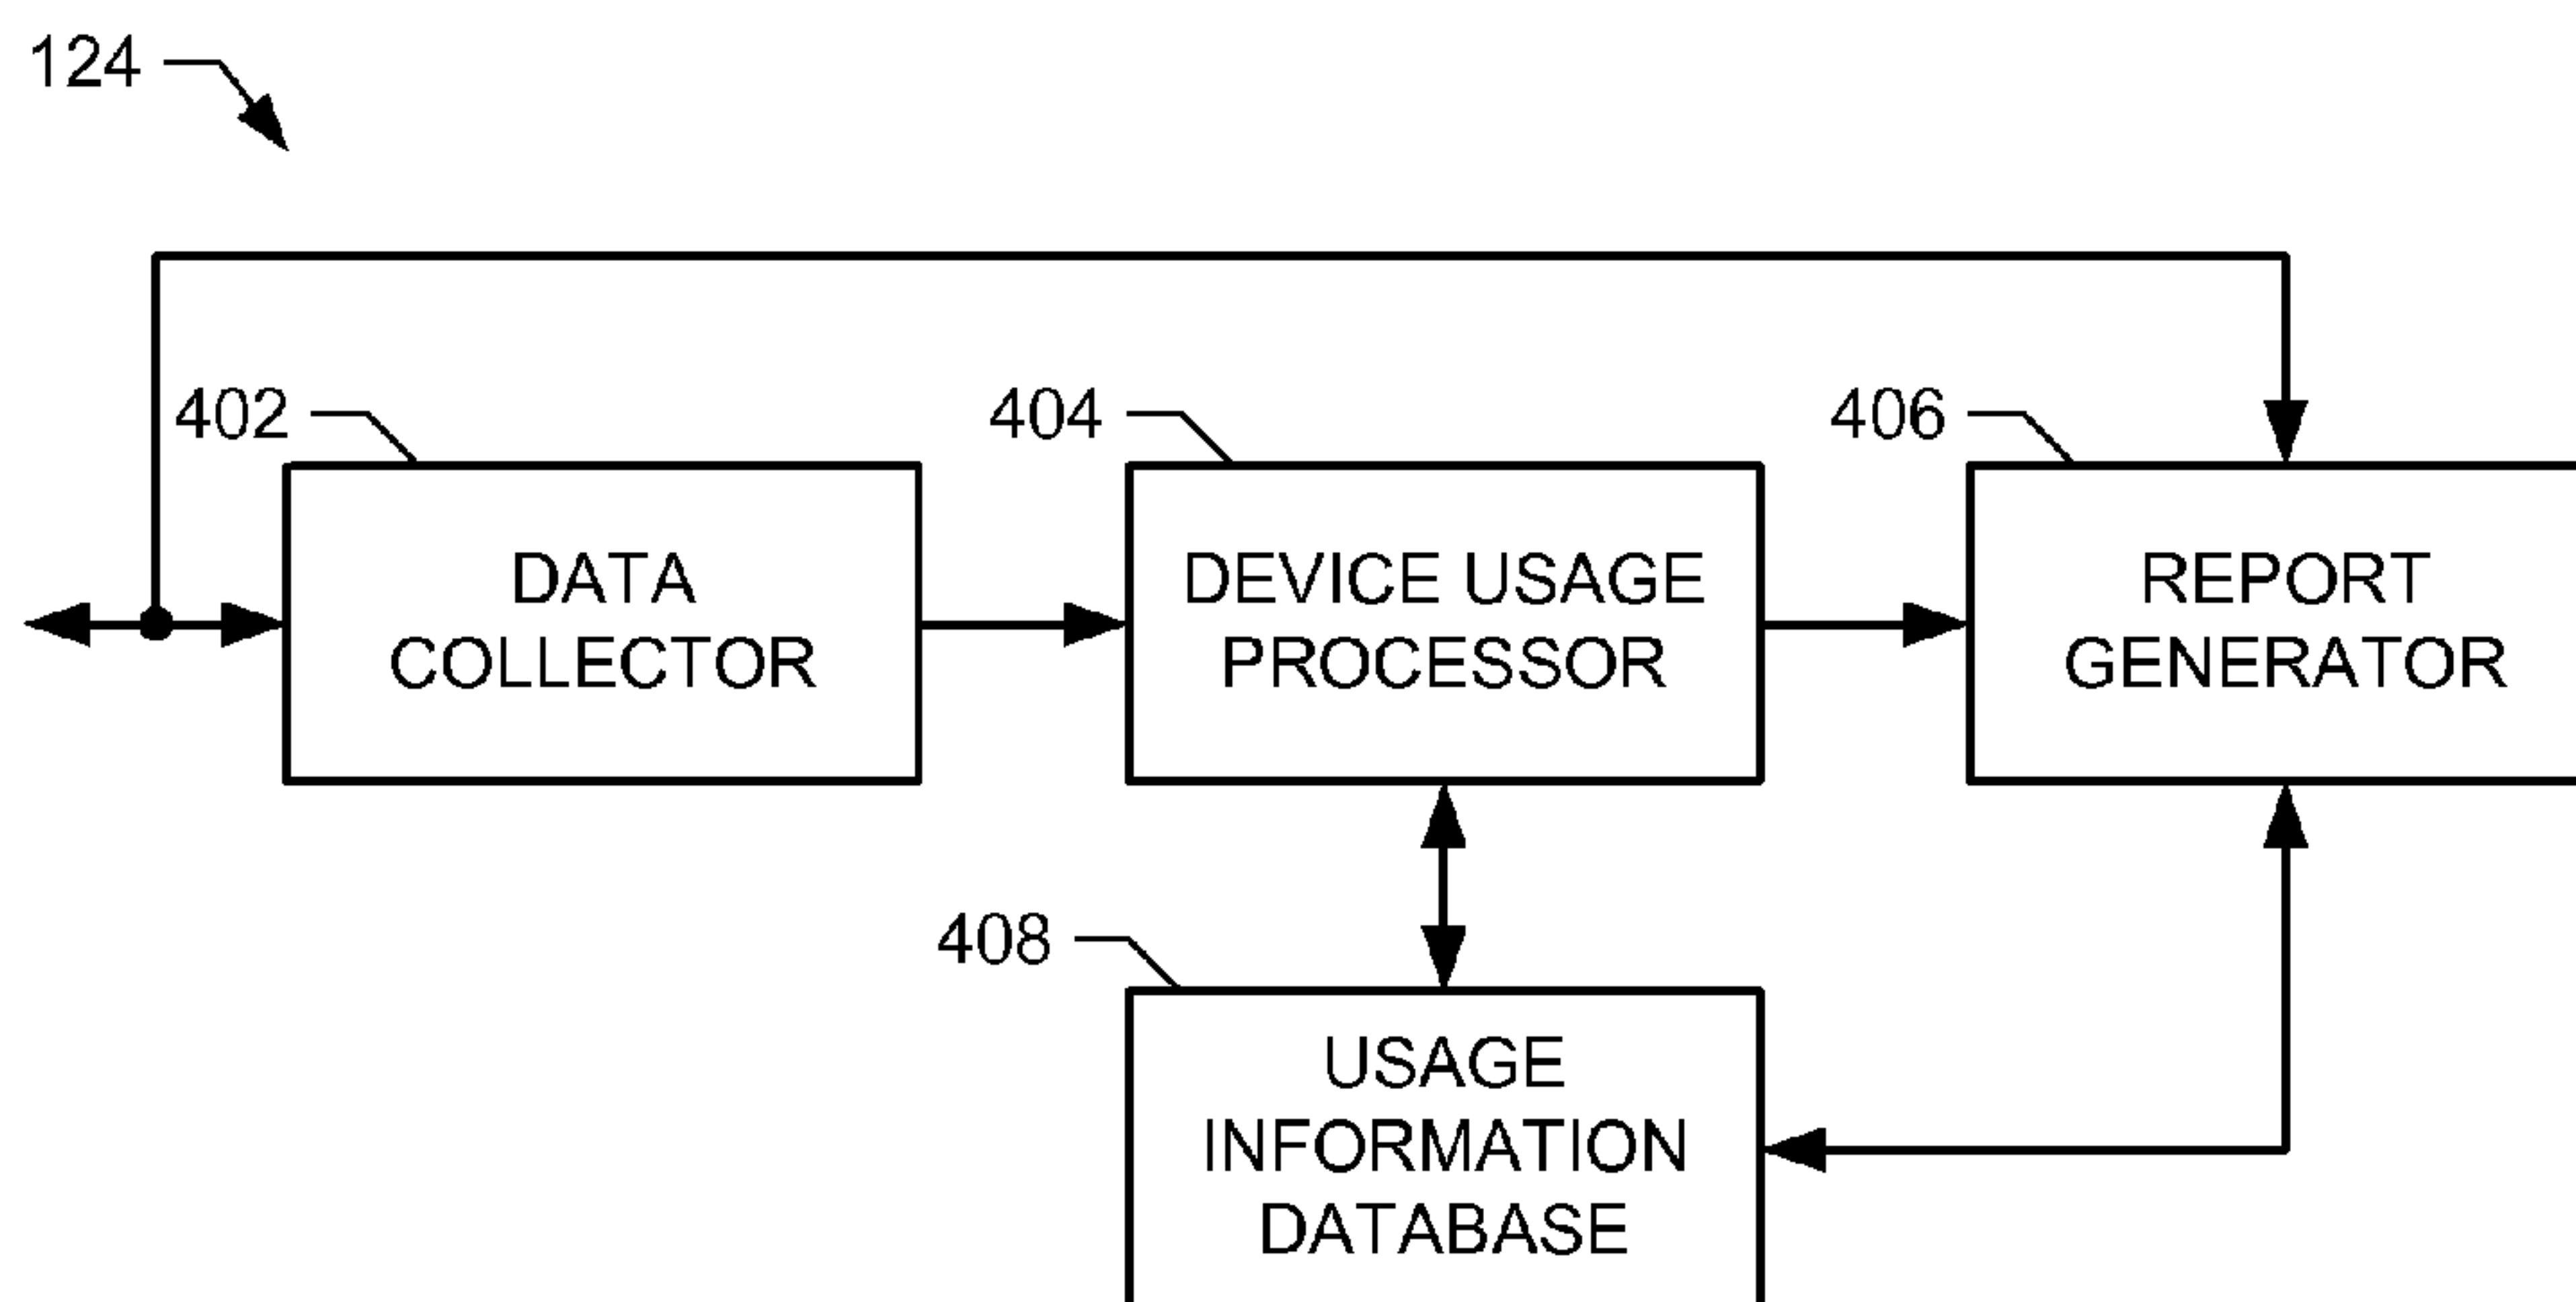 124
402
404
406
DATA
COLLECTOR
DEVICE USAGE
PROCESSOR
REPORT
GENERATOR
408
USAGE
INFORMATION
DATABASE